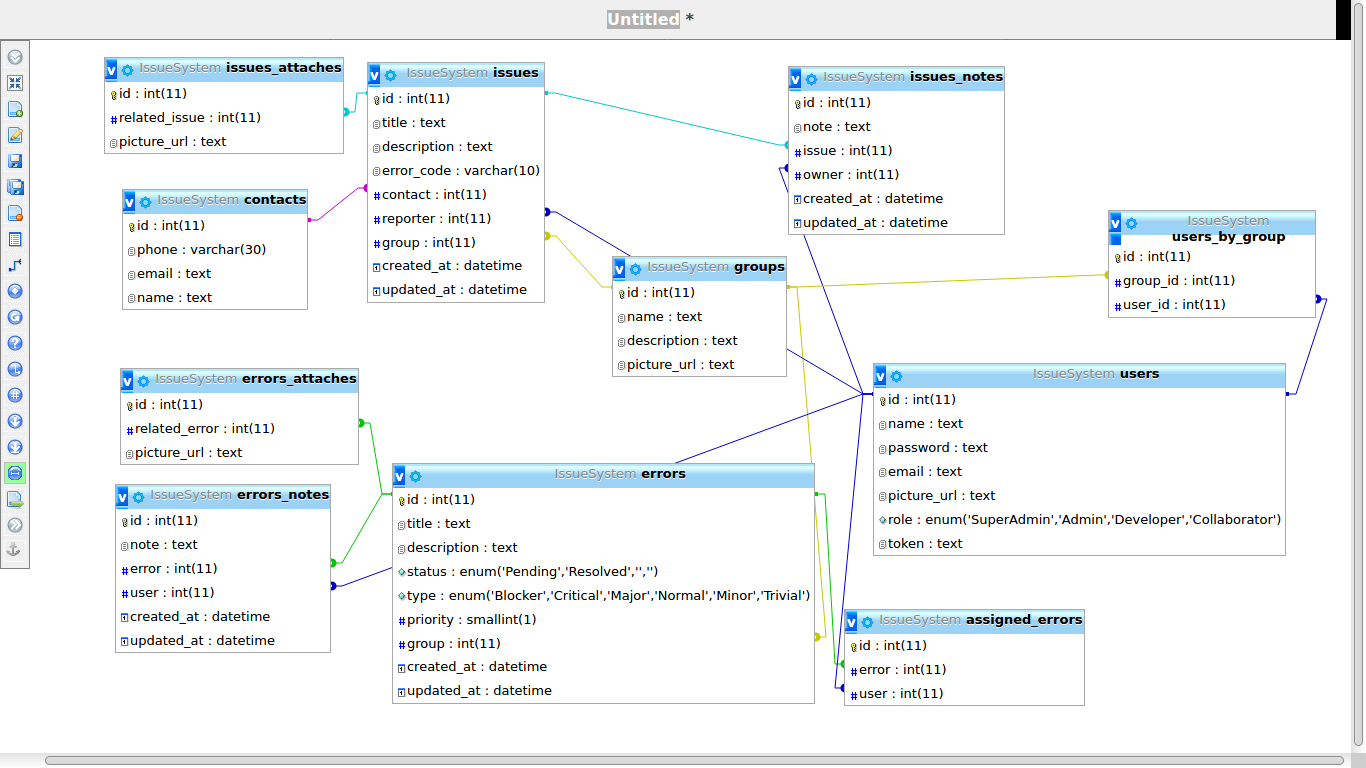 Untitled *
v IssueSystem issues_attaches
id : int(11)
related_issue : int(11)
picture_url : text
v IssueSystem issues
id : int(11)
title : text
description : text
error_code : varchar(10)
contact : int(11)
reporter : int(11)
group : int(11)
created_at : datetime
updated_at : datetime
v IssueSystem issues_notes
id : int(11)
note : text
issue : int(11)
owner : int(11)
created_at : datetime
updated_at : datetime
v IssueSystem contacts
id : int(11)
phone : varchar(30)
email : text
name : text
v IssueSystem
users_by_group
id : int(11)
group_id : int(11)
user_id : int(11)
v IssueSystem groups
id : int(11)
name : text
description : text
picture_url : text
v IssueSystem users
id : int(11)
name : text
password : text
email : text
picture_url : text
role : enum('SuperAdmin','Admin','Developer','Collaborator')
token : text
v IssueSystem errors_attaches
id : int(11)
related_error : int(11)
picture_url : text
v IssueSystem errors
id : int(11)
title : text
description : text
status : enum('Pending','Resolved','','')
type : enum('Blocker','Critical','Major','Normal','Minor','Trivial')
priority : smallint(1)
group : int(11)
created_at : datetime
updated_at : datetime
v IssueSystem errors_notes
id : int(11)
note : text
error : int(11)
user : int(11)
created_at : datetime
updated_at : datetime
v IssueSystem assigned_errors
id : int(11)
error : int(11)
user : int(11)